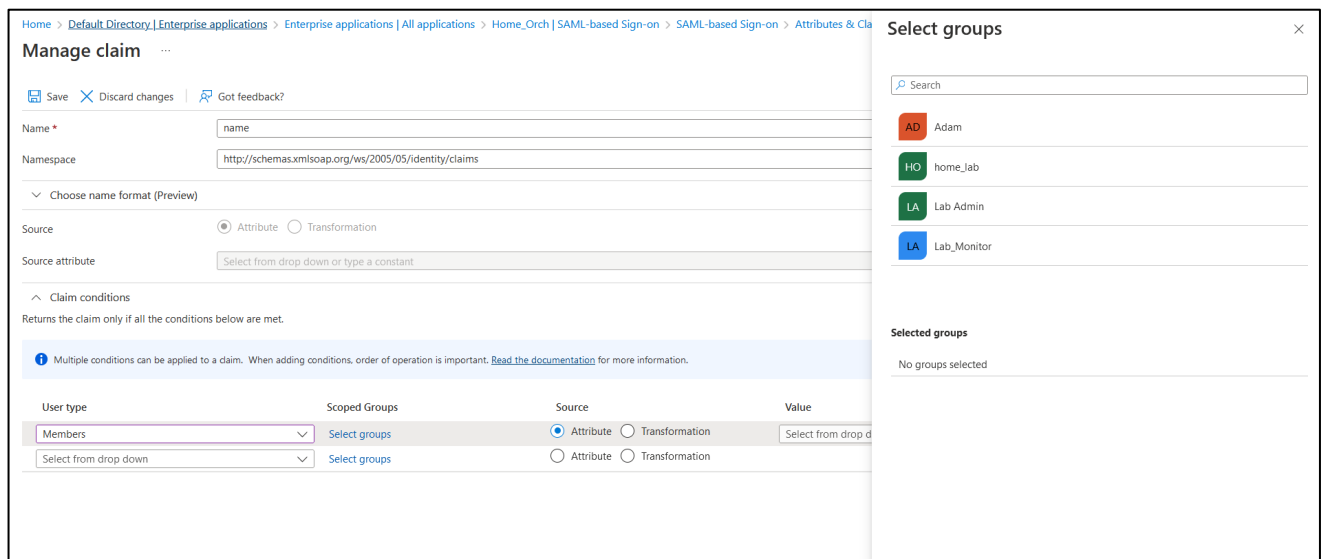 Home > Default Directory | Enterprise applications > Enterprise applications | All applications > Home_Orch | SAML-based Sign-on > SAML-based Sign-on > Attributes & Cla
Manage claim ...
Save Discard changes Got feedback?
Name *
name
Namespace
http://schemas.xmlsoap.org/ws/2005/05/identity/claims
Choose name format (Preview)
Source
Attribute Transformation
Source attribute
Select from drop down or type a constant
Claim conditions
Returns the claim only if all the conditions below are met.
Multiple conditions can be applied to a claim. When adding conditions, order of operation is important. Read the documentation for more information.
User type Scoped Groups Source Value
Members Select groups Attribute Transformation Select from drop d
Select from drop down Select groups Attribute Transformation
Select groups
Search
AD Adam
HO home_lab
LA Lab Admin
LA Lab_Monitor
Selected groups
No groups selected